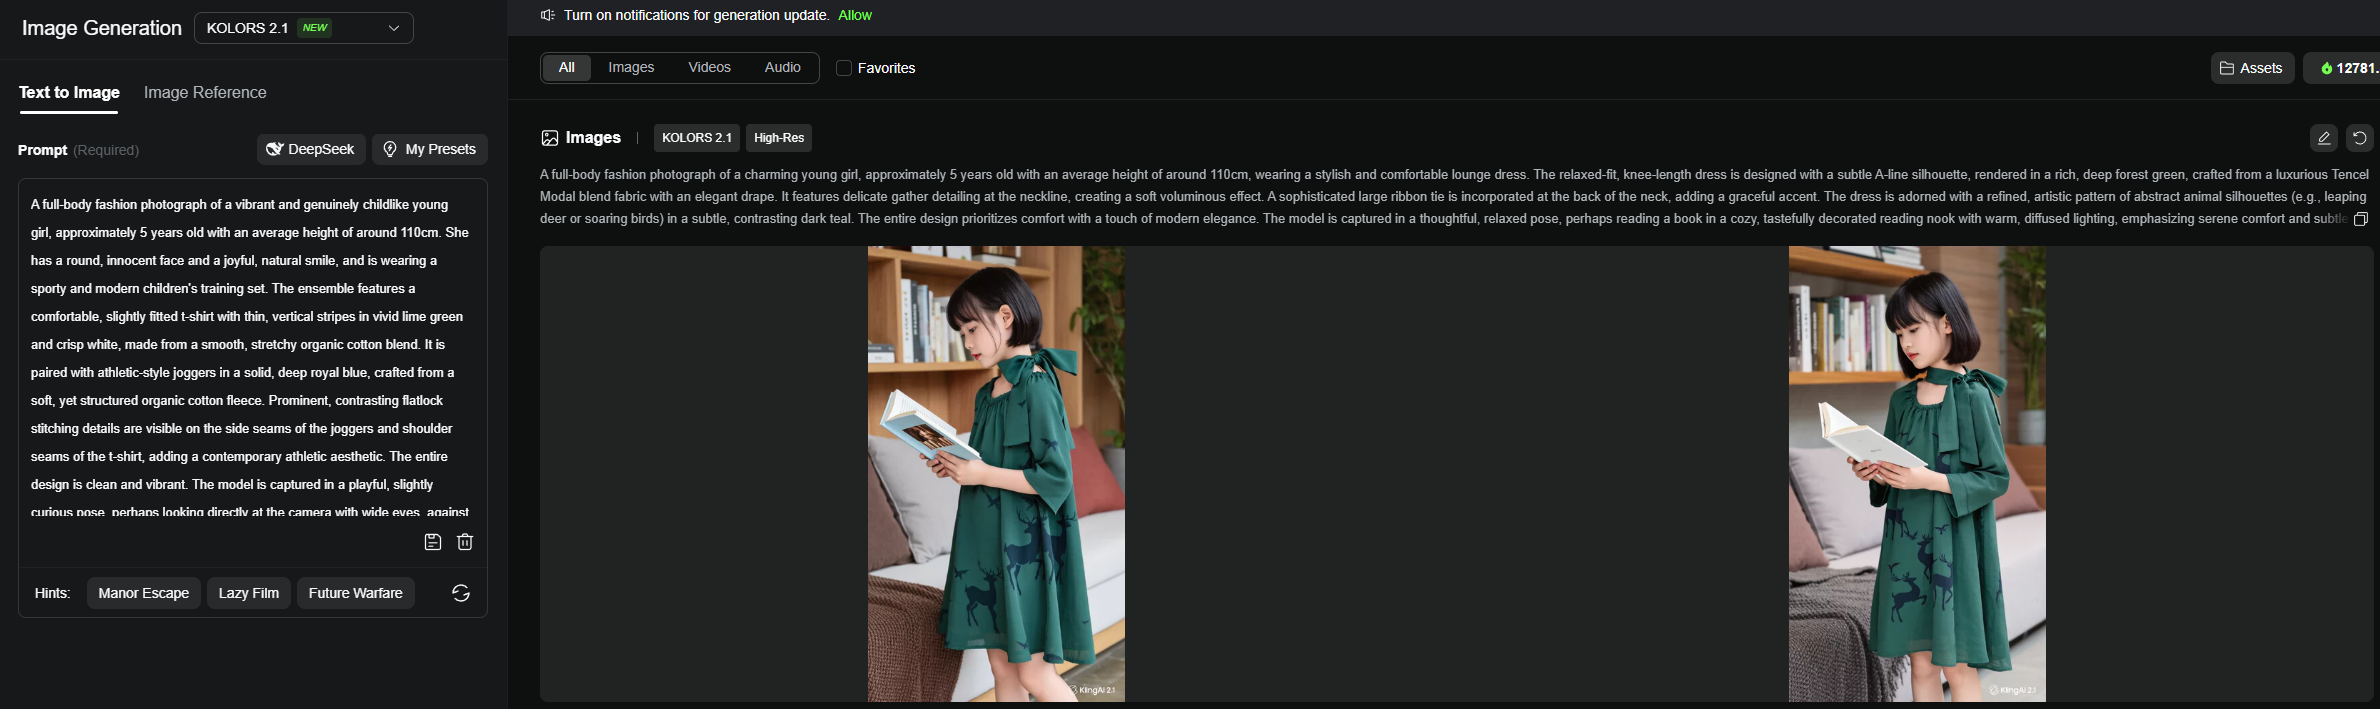 Image Generation
KOLORS 2.1 NEW
Text to Image
Image Reference
Prompt (Required)
DeepSeek
My Presets
A full-body fashion photograph of a vibrant and genuinely childlike young
girl, approximately 5 years old with an average height of around 110cm. She
has a round, innocent face and a joyful, natural smile, and is wearing a
sporty and modern children's training set. The ensemble features a
comfortable, slightly fitted t-shirt with thin, vertical stripes in vivid lime green
and crisp white, made from a smooth, stretchy organic cotton blend. It is
paired with athletic-style joggers in a solid, deep royal blue, crafted from a
soft, yet structured organic cotton fleece. Prominent, contrasting flatlock
stitching details are visible on the side seams of the joggers and shoulder
seams of the t-shirt, adding a contemporary athletic aesthetic. The entire
design is clean and vibrant. The model is captured in a playful, slightly
curious pose, perhaps looking directly at the camera with wide eyes, against
Hints:
Manor Escape
Lazy Film
Future Warfare
Turn on notifications for generation update. Allow
All
Images
Videos
Audio
Favorites
Assets
12781.
Images
KOLORS 2.1
High-Res
A full-body fashion photograph of a charming young girl, approximately 5 years old with an average height of around 110cm, wearing a stylish and comfortable lounge dress. The relaxed-fit, knee-length dress is designed with a subtle A-line silhouette, rendered in a rich, deep forest green, crafted from a luxurious Tencel
Modal blend fabric with an elegant drape. It features delicate gather detailing at the neckline, creating a soft voluminous effect. A sophisticated large ribbon tie is incorporated at the back of the neck, adding a graceful accent. The dress is adorned with a refined, artistic pattern of abstract animal silhouettes (e.g., leaping
deer or soaring birds) in a subtle, contrasting dark teal. The entire design prioritizes comfort with a touch of modern elegance. The model is captured in a thoughtful, relaxed pose, perhaps reading a book in a cozy, tastefully decorated reading nook with warm, diffused lighting, emphasizing serene comfort and subtle
KlingAI 2.1
KlingAI 2.1